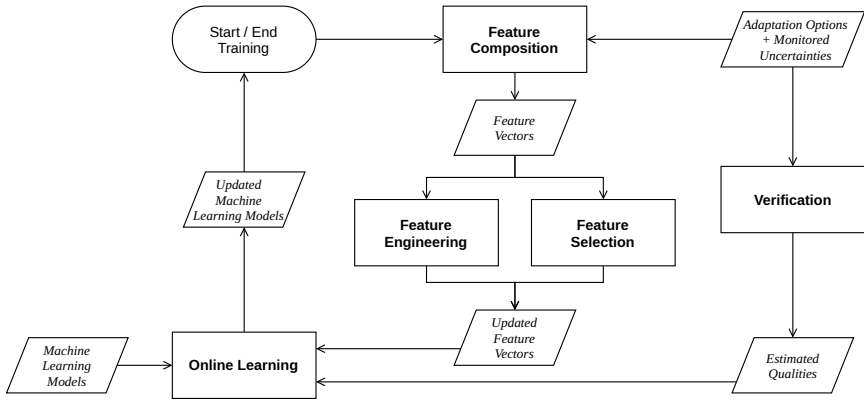 Start / End
Training
Feature
Composition
Adaptation Options
+ Monitored
Uncertainties
Feature
Vectors
Updated
Machine
Learning Models
Feature
Engineering
Feature
Selection
Verification
Updated
Feature
Vectors
Machine
Learning
Models
Online Learning
Estimated
Qualities